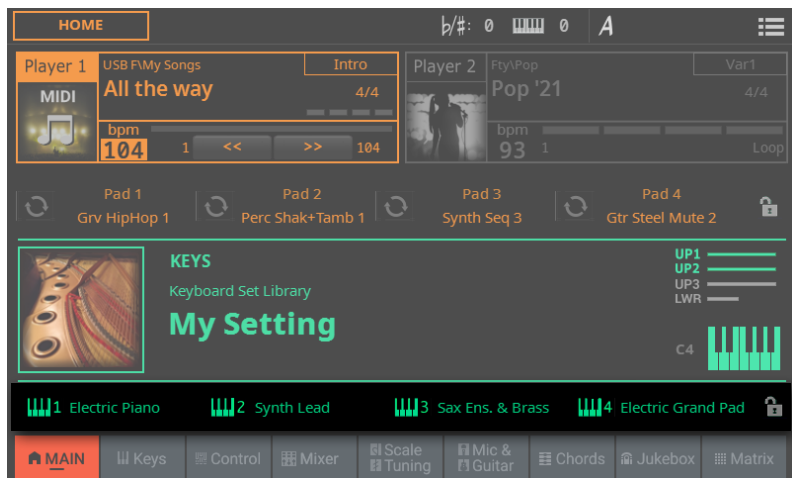 HOME
b/#: 0 0 A
Player 1
USB F\My Songs
Intro
MIDI
All the way
4/4
bpm
104
1
<<
>>
104
Player 2
Fty\Pop
Var1
Pop '21
4/4
bpm
93
1
Loop
Pad 1
Grv HipHop 1
Pad 2
Perc Shak+Tamb 1
Pad 3
Synth Seq 3
Pad 4
Gtr Steel Mute 2
KEYS
Keyboard Set Library
My Setting
UP1
UP2
UP3
LWR
C4
1 Electric Piano
2 Synth Lead
3 Sax Ens. & Brass
4 Electric Grand Pad
MAIN
Keys
Control
Mixer
Scale
Tuning
Mic &
Guitar
Chords
Jukebox
Matrix